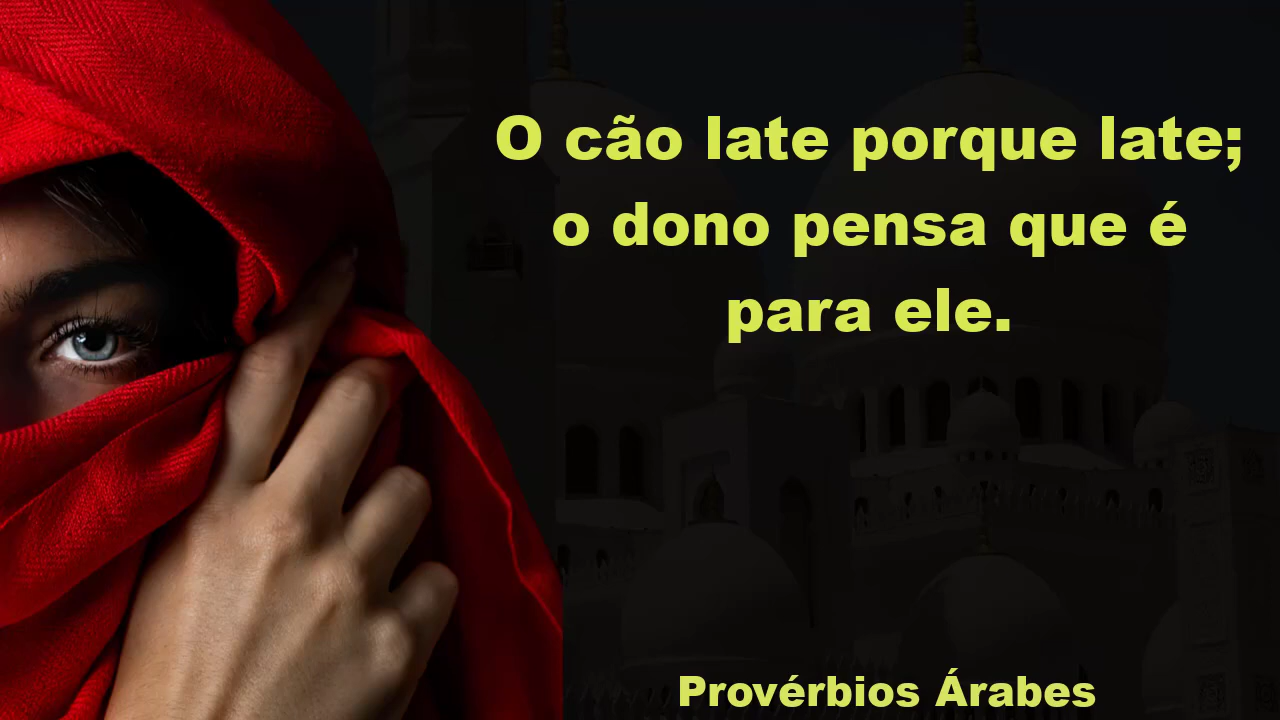 O cão late porque late;
o dono pensa que é
para ele.
Provérbios Árabes